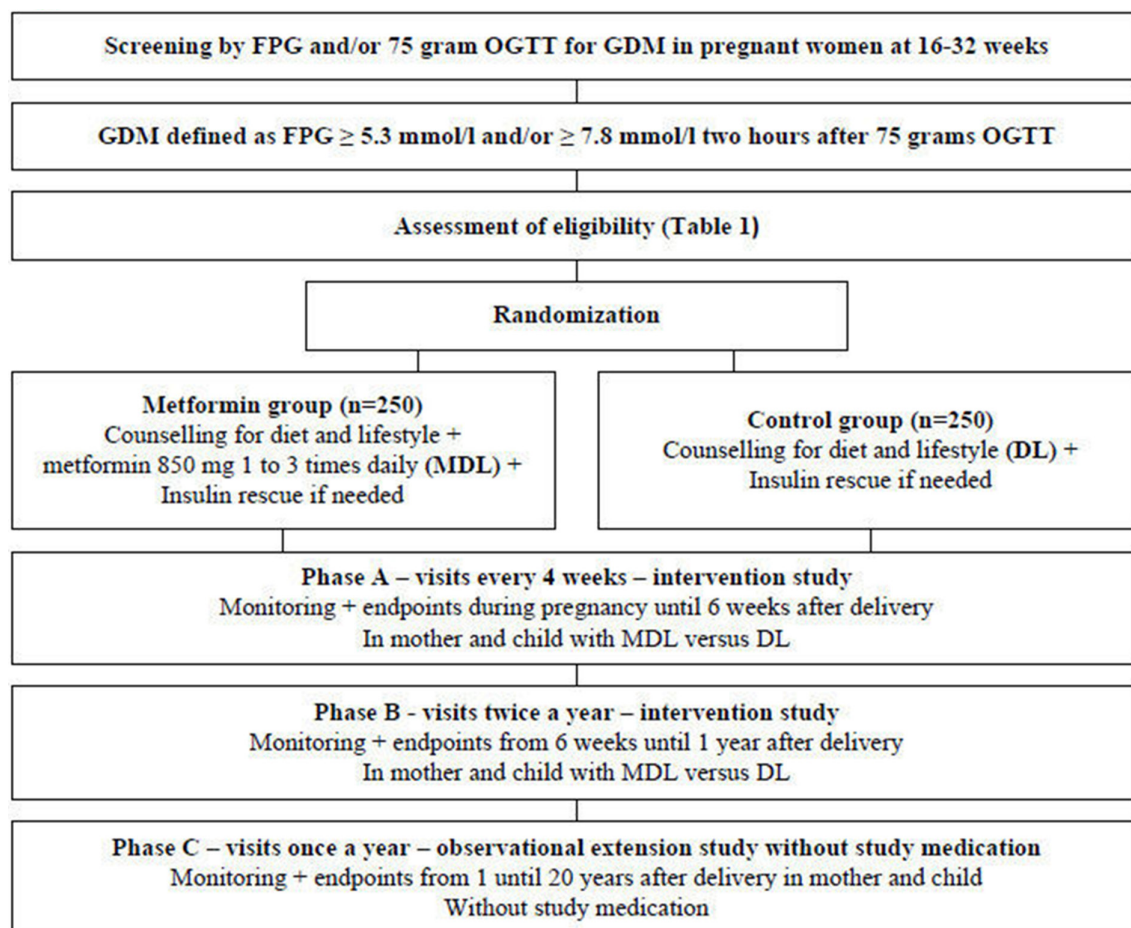 Screening by FPG and/or 75 gram OGTT for GDM in pregnant women at 16-32 weeks
GDM defined as FPG ≥ 5.3 mmol/l and/or ≥ 7.8 mmol/l two hours after 75 grams OGTT
Assessment of eligibility (Table 1)
Randomization
Metformin group (n=250)
Counselling for diet and lifestyle +
metformin 850 mg 1 to 3 times daily (MDL) +
Insulin rescue if needed
Control group (n=250)
Counselling for diet and lifestyle (DL) +
Insulin rescue if needed
Phase A – visits every 4 weeks – intervention study
Monitoring + endpoints during pregnancy until 6 weeks after delivery
In mother and child with MDL versus DL
Phase B - visits twice a year – intervention study
Monitoring + endpoints from 6 weeks until 1 year after delivery
In mother and child with MDL versus DL
Phase C – visits once a year – observational extension study without study medication
Monitoring + endpoints from 1 until 20 years after delivery in mother and child
Without study medication